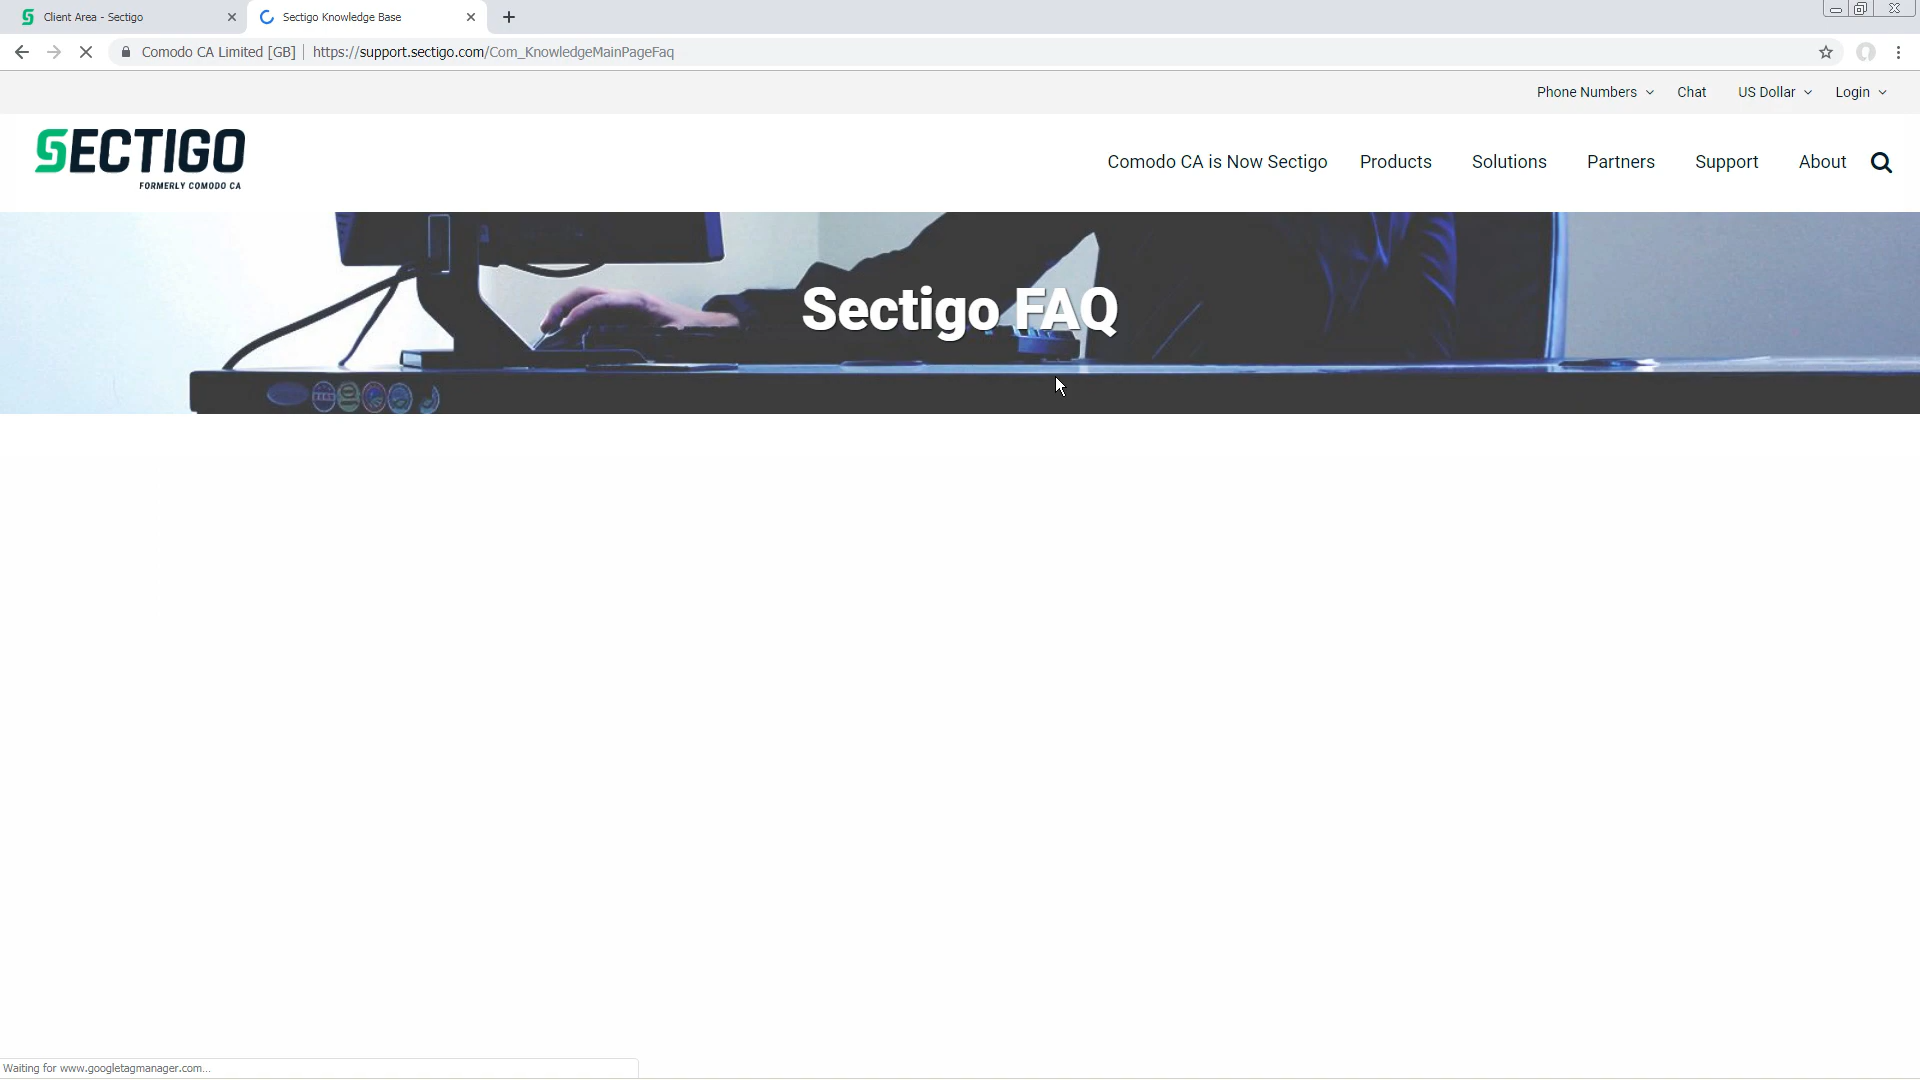 Client Area - Sectigo
Sectigo Knowledge Base
Comodo CA Limited [GB] | https://support.sectigo.com/Com_KnowledgeMainPageFaq
Phone Numbers
Chat
US Dollar
Login
SECTIGO
FORMERLY COMODO CA
Comodo CA is Now Sectigo
Products
Solutions
Partners
Support
About
Sectigo FAQ
Waiting for www.googletagmanager.com...